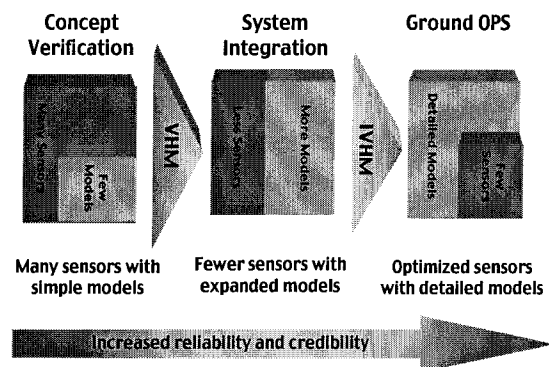 Concept
Verification
System
Integration
Ground OPS
Many Sensors
Few
Models
VHM
Less Sensors
More Models
IVHM
Detailed Models
Few
Sensors
Many sensors with
simple models
Fewer sensors with
expanded models
Optimized sensors
with detailed models
Increased reliability and credibility